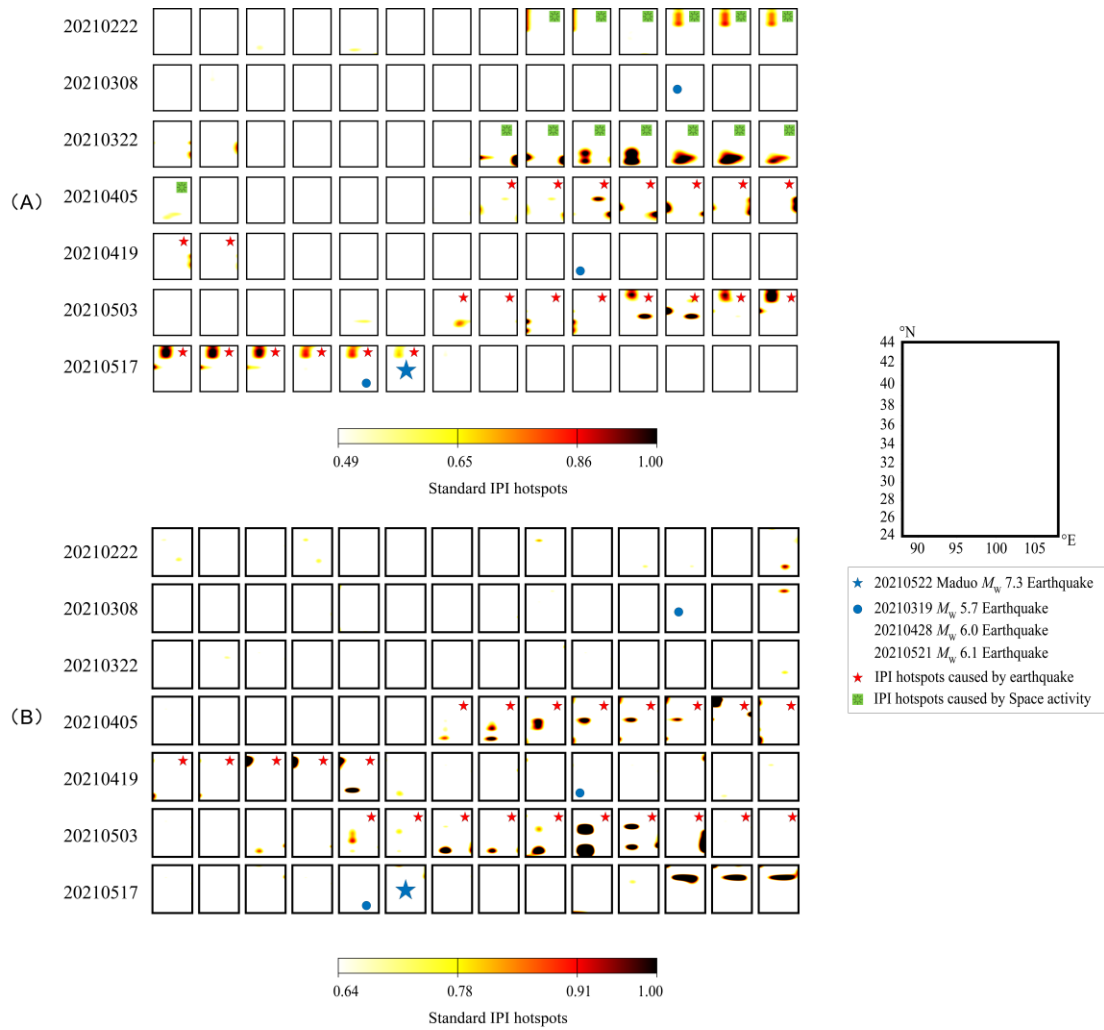 20210222
20210308
20210322
20210405
(A)
20210419
20210503
20210517
0.49 0.65 0.86 1.00
Standard IPI hotspots
20210222
20210308
20210322
20210405
(B)
20210419
20210503
20210517
0.64 0.78 0.91 1.00
Standard IPI hotspots
°N
44
42
40
38
36
34
32
30
28
26
24
90 95 100 105
°E
20210522 Maduo MW 7.3 Earthquake
20210319 MW 5.7 Earthquake
20210428 MW 6.0 Earthquake
20210521 MW 6.1 Earthquake
IPI hotspots caused by earthquake
IPI hotspots caused by Space activity